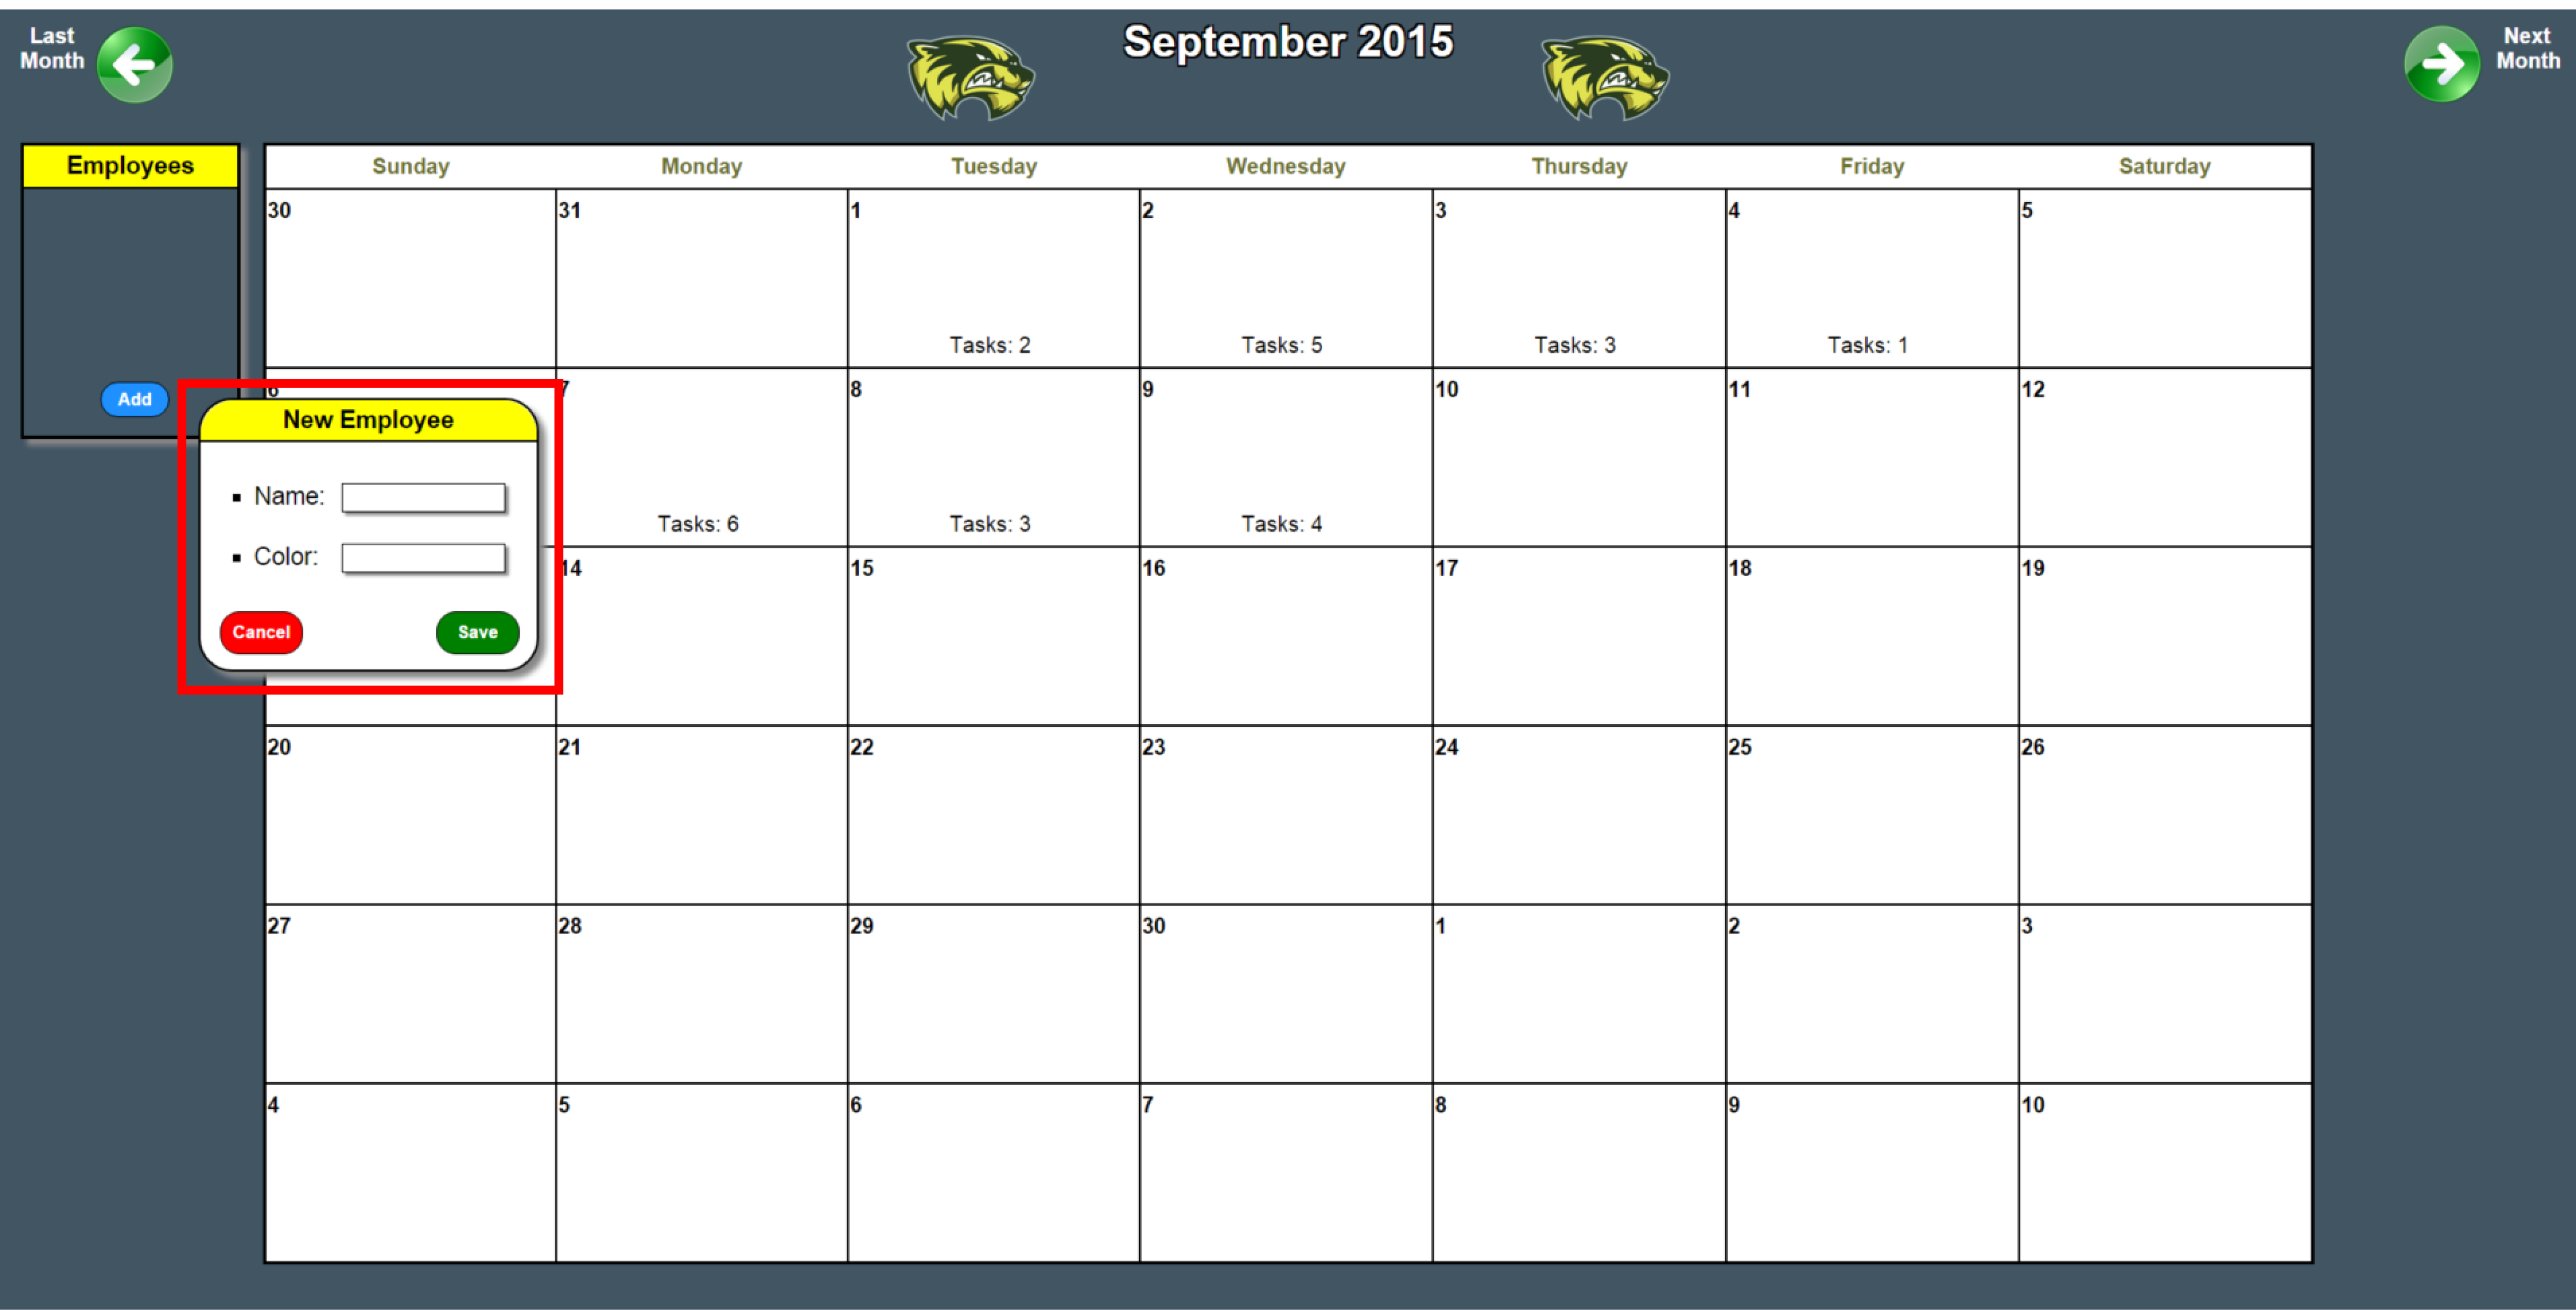 Last
Month
September 2015
Next
Month
Employees
Add
Sunday Monday Tuesday Wednesday Thursday Friday Saturday
30 31 1 2 3 4 5
Tasks: 2 Tasks: 5 Tasks: 3 Tasks: 1
6 7 8 9 10 11 12
New Employee
Name:
Tasks: 6 Tasks: 3 Tasks: 4
Color:
14 15 16 17 18 19
Cancel Save
20 21 22 23 24 25 26
27 28 29 30 1 2 3
4 5 6 7 8 9 10